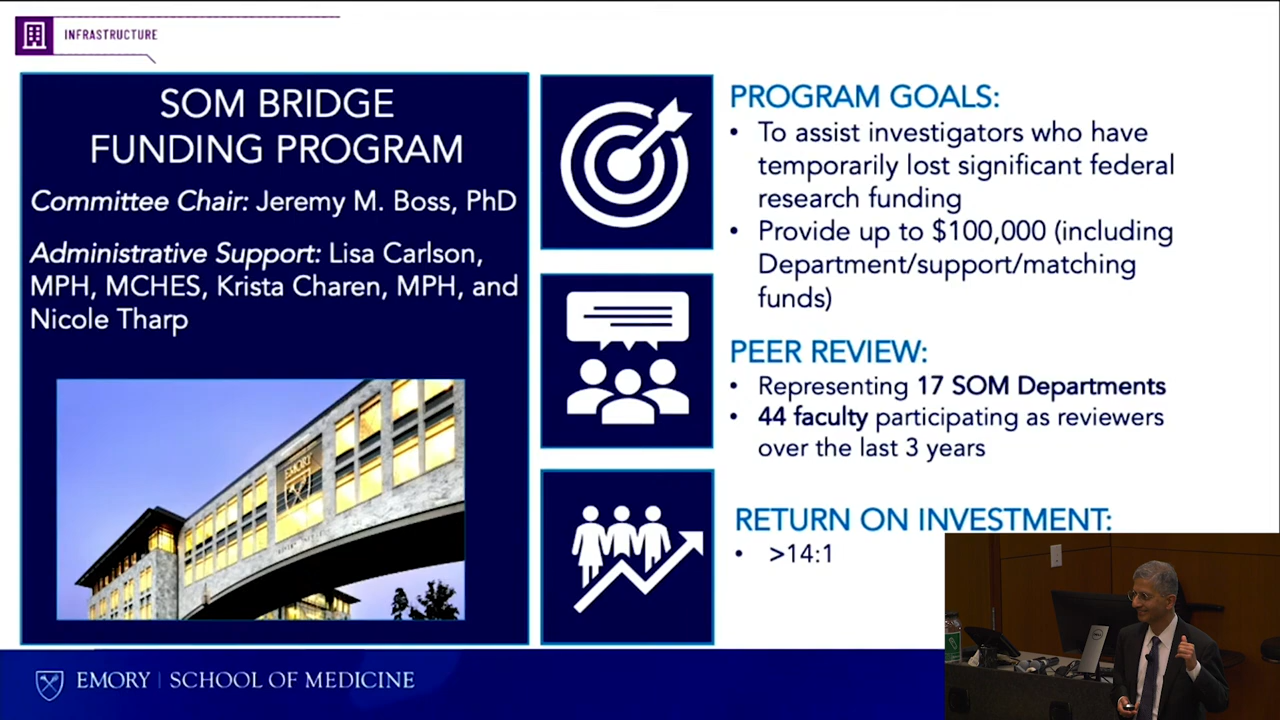 INFRASTRUCTURE
SOM BRIDGE
FUNDING PROGRAM
Committee Chair: Jeremy M. Boss, PhD
Administrative Support: Lisa Carlson,
MPH, MCHES, Krista Charen, MPH, and
Nicole Tharp
EMORY
PROGRAM GOALS:
• To assist investigators who have
temporarily lost significant federal
research funding
• Provide up to $100,000 (including
Department/support/matching
funds)
PEER REVIEW:
• Representing 17 SOM Departments
• 44 faculty participating as reviewers
over the last 3 years
RETURN ON INVESTMENT:
• >14:1
EMORY | SCHOOL OF MEDICINE